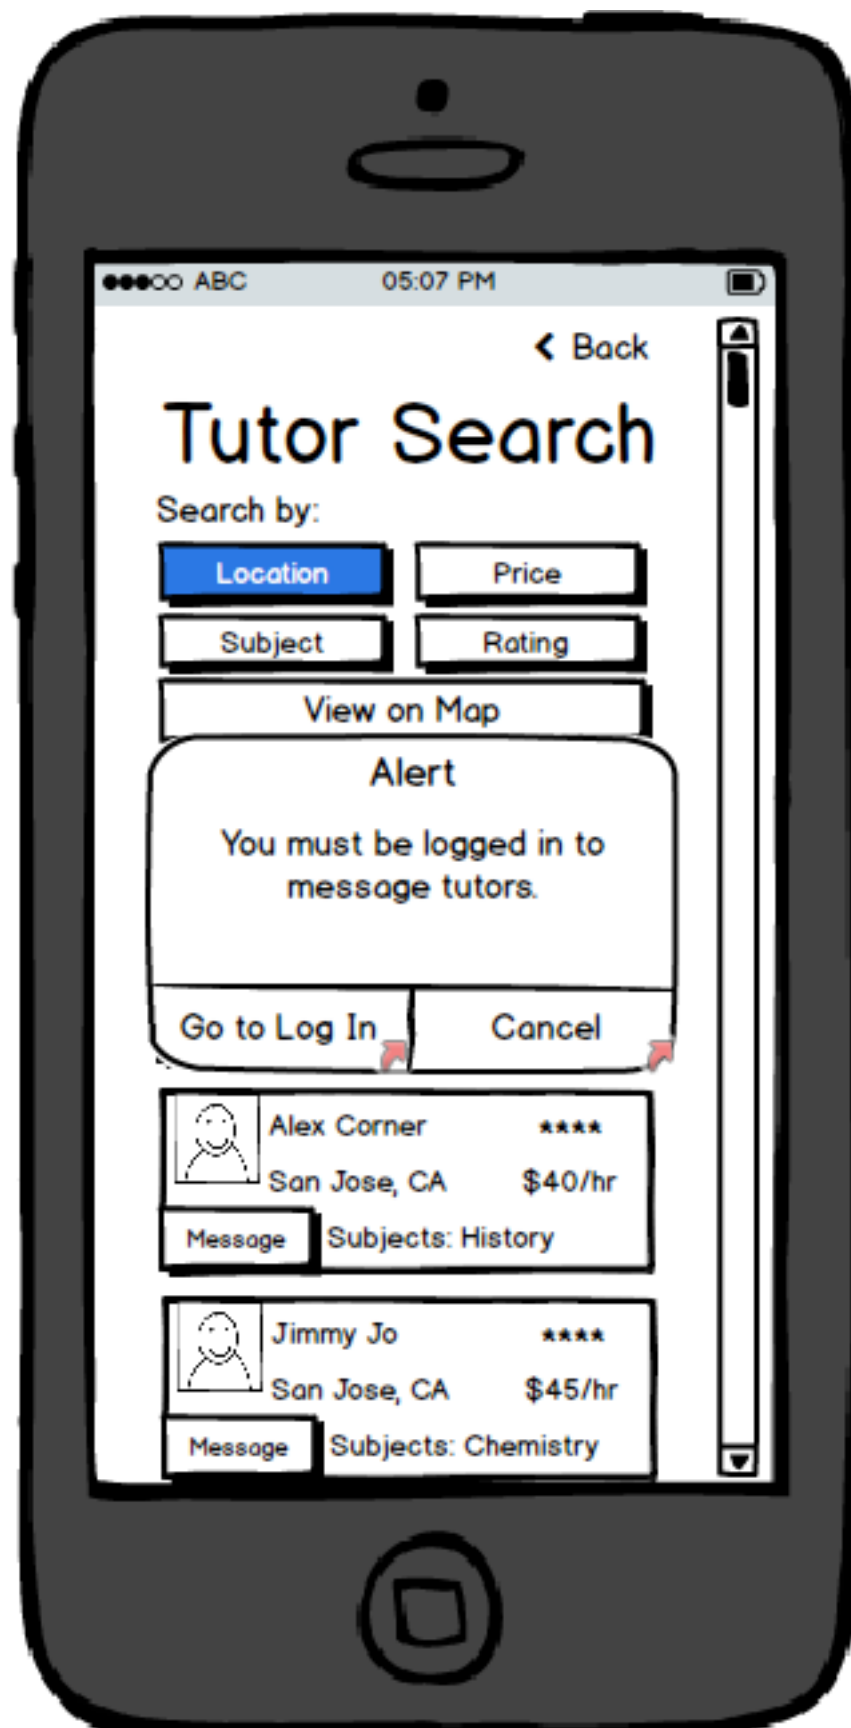 ABC 05:07 PM
Back
Tutor Search
Search by:
Location Price
Subject Rating
View on Map
Alert
You must be logged in to
message tutors.
Go to Log In Cancel
Alex Corner ****
San Jose, CA $40/hr
Message Subjects: History
Jimmy Jo ****
San Jose, CA $45/hr
Message Subjects: Chemistry